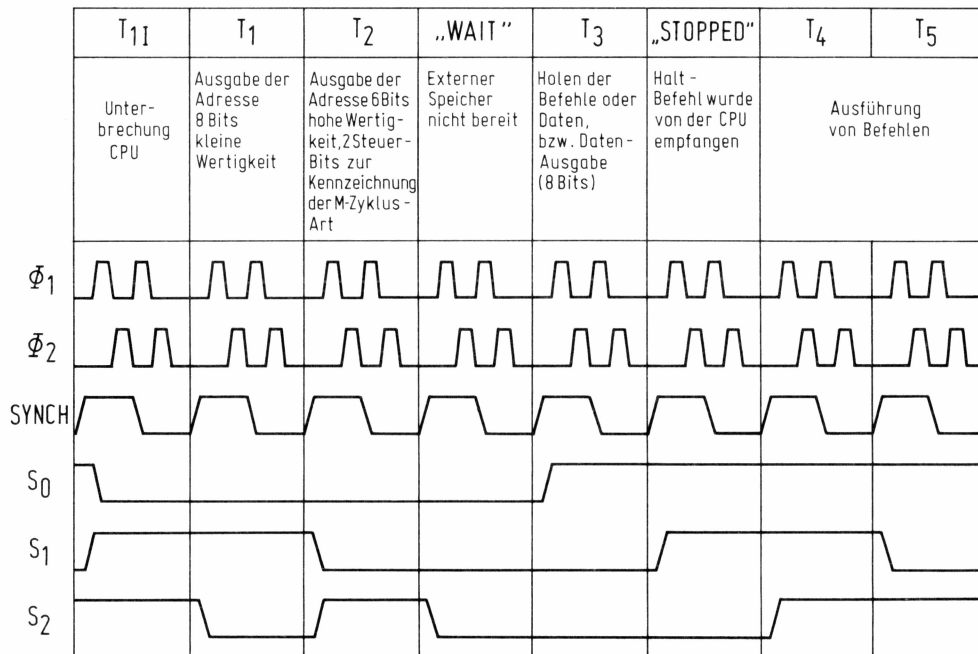 T1I T1 T2 „WAIT" T3 „STOPPED" T4 T5
Unter-
brechung
CPU
Ausgabe der
Adresse
8 Bits
kleine
Wertigkeit
Ausgabe der
Adresse 6Bits
hohe Wertig-
keit, 2 Steuer-
Bits zur
Kennzeichnung
der M-Zyklus-
Art
Externer
Speicher
nicht bereit
Holen der
Befehle oder
Daten,
bzw. Daten-
Ausgabe
(8 Bits)
Halt-
Befehl wurde
von der CPU
empfangen
Ausführung
von Befehlen
Φ1
Φ2
SYNCH
S0
S1
S2